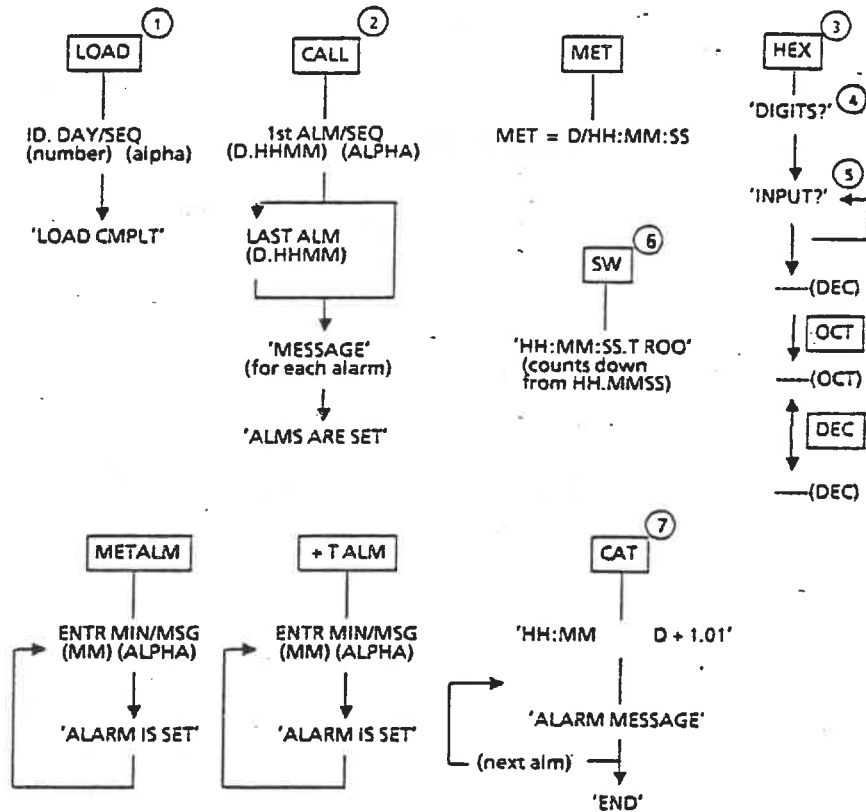 1
LOAD
ID. DAY/SEQ
(number) (alpha)
'LOAD CMPLT'
2
CALL
1st ALM/SEQ
(D.HHMM) (ALPHA)
LAST ALM
(D.HHMM)
'MESSAGE'
(for each alarm)
'ALMS ARE SET'
MET
MET = D/HH:MM:SS
6
SW
'HH:MM:SS.T ROO'
(counts down
from HH.MMSS)
3
HEX
'DIGITS?' 4
5
'INPUT?'
(DEC)
OCT
(OCT)
DEC
(DEC)
METALM
ENTR MIN/MSG
(MM) (ALPHA)
'ALARM IS SET'
+ T ALM
ENTR MIN/MSG
(MM) (ALPHA)
'ALARM IS SET'
7
CAT
'HH:MM D + 1.01'
'ALARM MESSAGE'
(next alm)
'END'